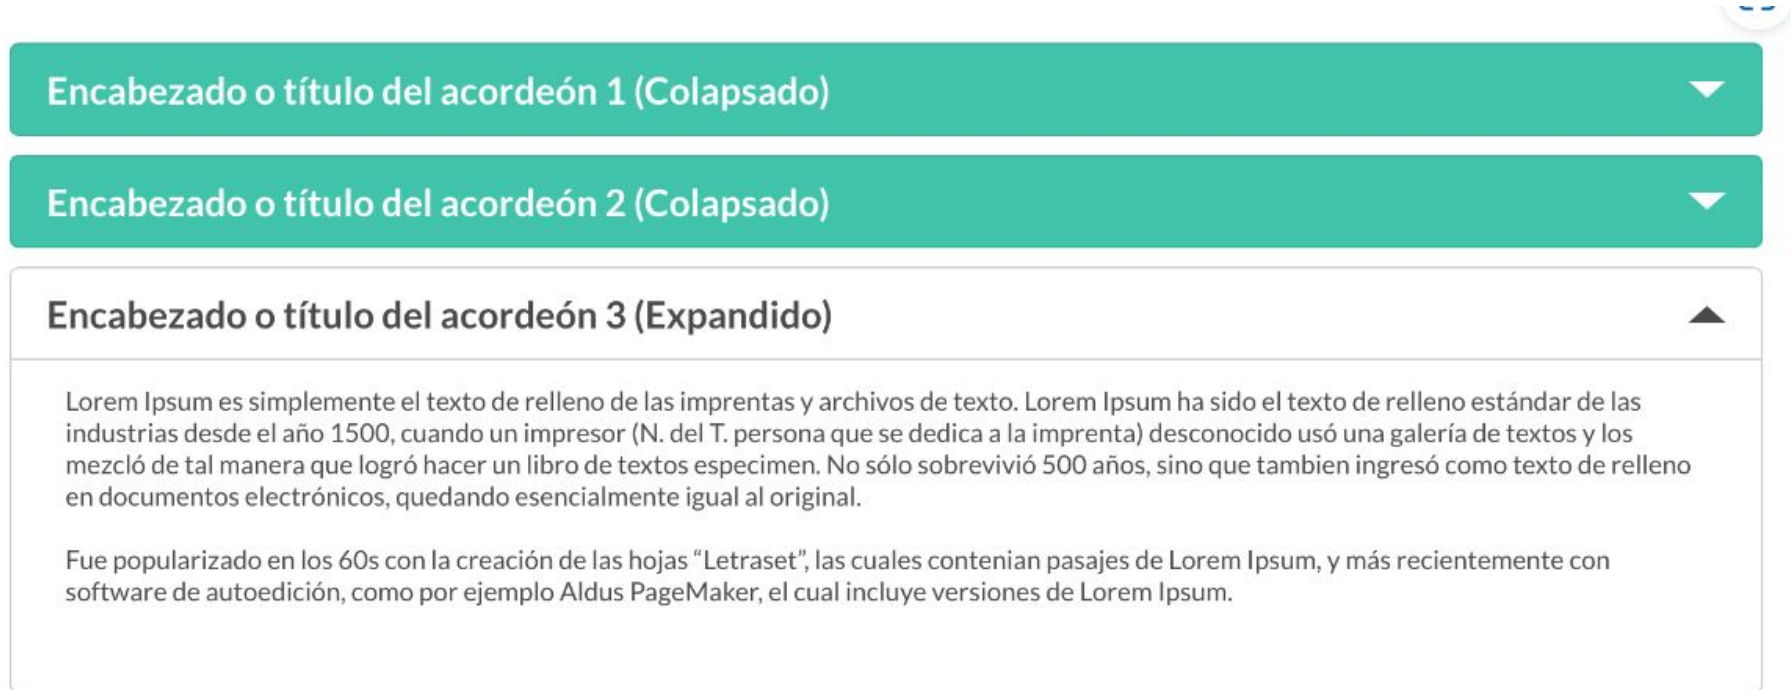 Encabezado o título del acordeón 1 (Colapsado)
Encabezado o título del acordeón 2 (Colapsado)
Encabezado o título del acordeón 3 (Expandido)
Lorem Ipsum es simplemente el texto de relleno de las imprentas y archivos de texto. Lorem Ipsum ha sido el texto de relleno estándar de las
industrias desde el año 1500, cuando un impresor (N. del T. persona que se dedica a la imprenta) desconocido usó una galería de textos y los
mezcló de tal manera que logró hacer un libro de textos especimen. No sólo sobrevivió 500 años, sino que tambien ingresó como texto de relleno
en documentos electrónicos, quedando esencialmente igual al original.
Fue popularizado en los 60s con la creación de las hojas “Letraset”, las cuales contenian pasajes de Lorem Ipsum, y más recientemente con
software de autoedición, como por ejemplo Aldus PageMaker, el cual incluye versiones de Lorem Ipsum.